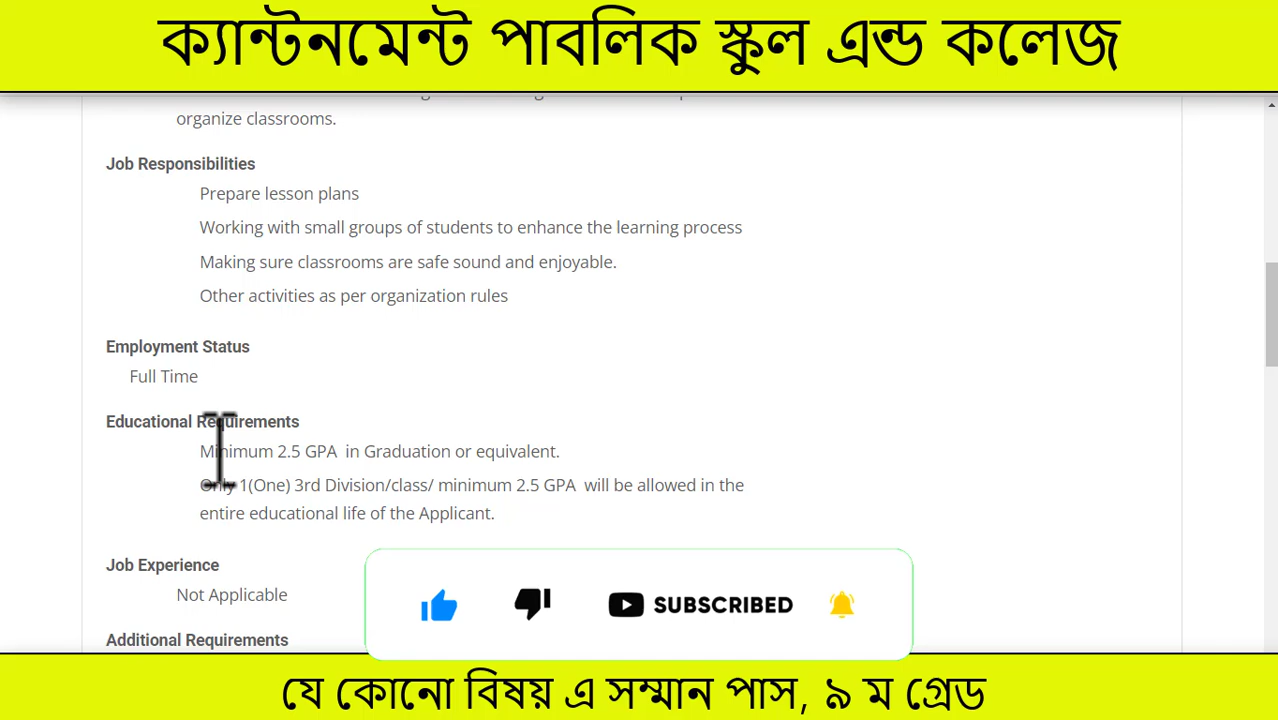 ক্যান্টনমেন্ট পাবলিক স্কুল এন্ড কলেজ
organize classrooms.
Job Responsibilities
Prepare lesson plans
Working with small groups of students to enhance the learning process
Making sure classrooms are safe sound and enjoyable.
Other activities as per organization rules
Employment Status
Full Time
Educational Requirements
Minimum 2.5 GPA in Graduation or equivalent.
Only 1(One) 3rd Division/class/ minimum 2.5 GPA will be allowed in the
entire educational life of the Applicant.
Job Experience
Not Applicable
SUBSCRIBED
Additional Requirements
যে কোনো বিষয় এ সম্মান পাস, ৯ ম গ্রেড